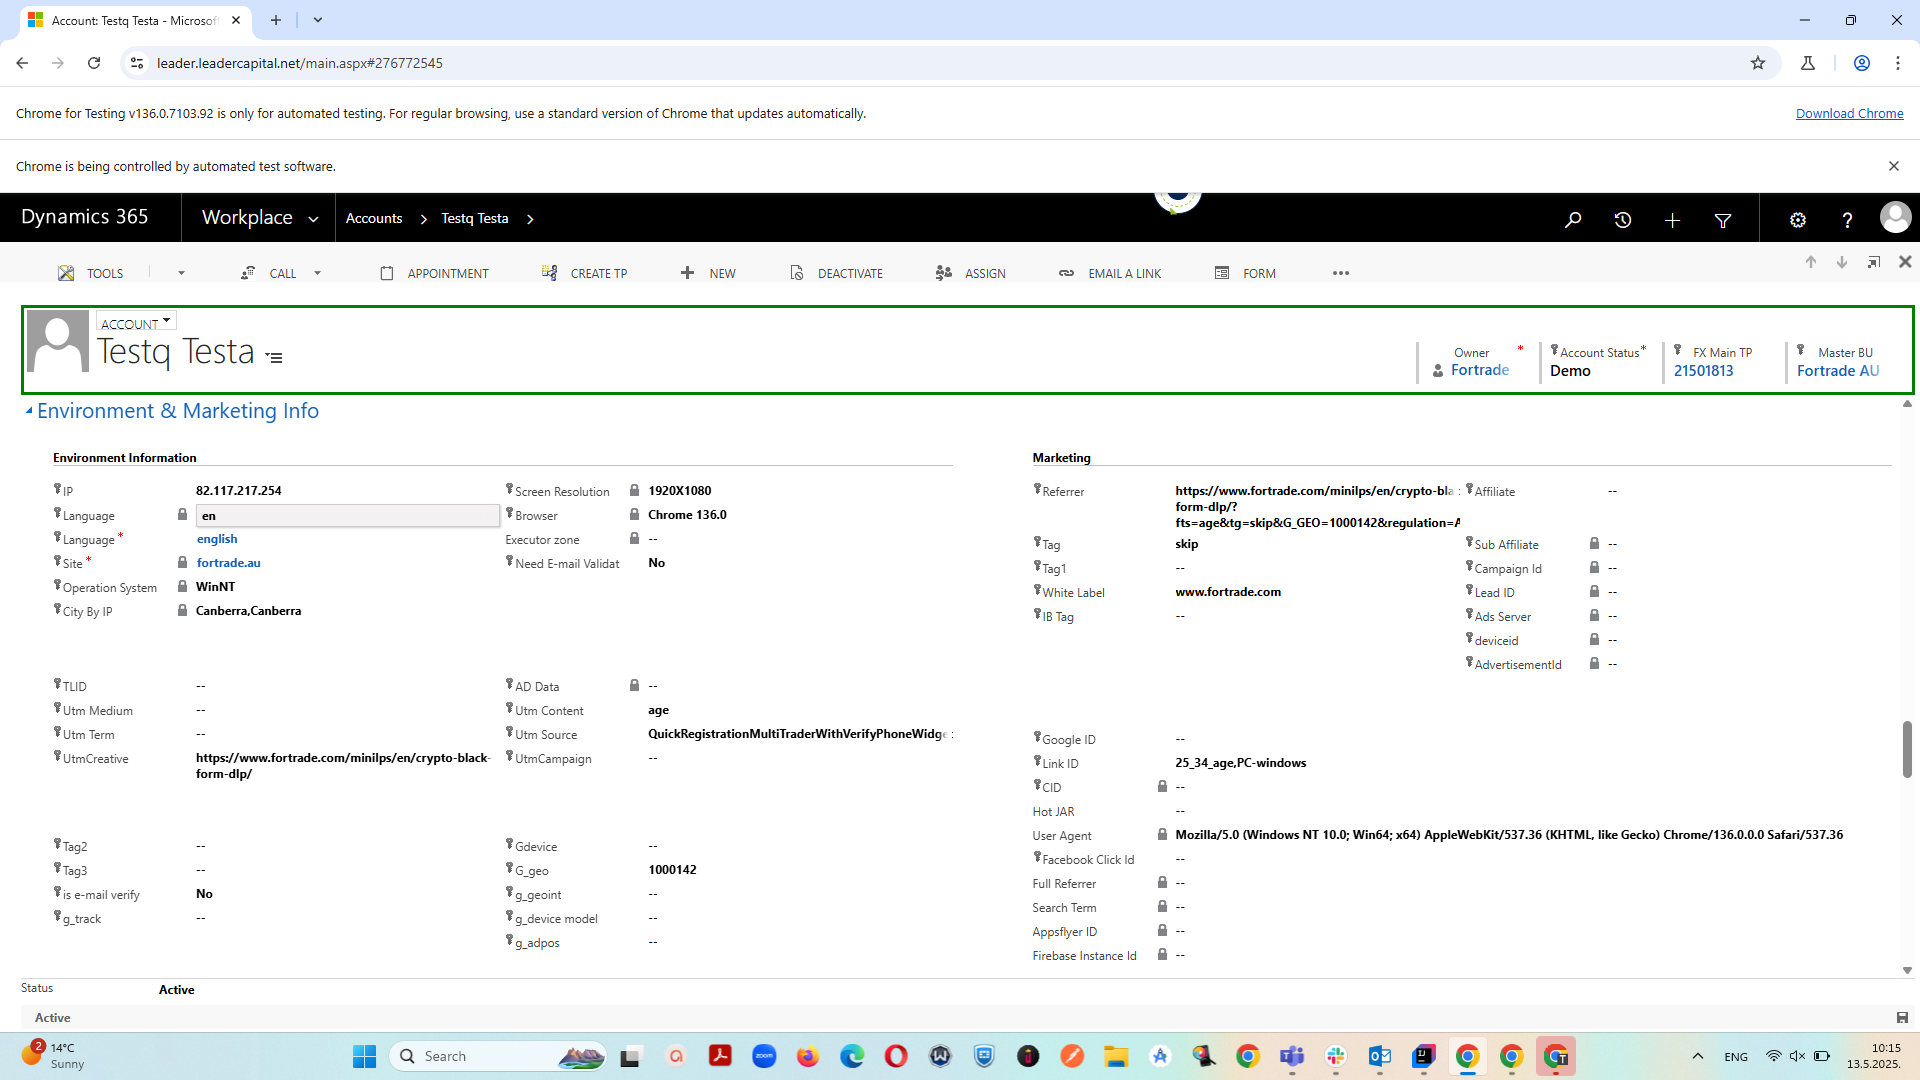 Account: Testq Testa - Microsof
leader.leadercapital.net/main.aspx#276772545
Chrome for Testing v136.0.7103.92 is only for automated testing. For regular browsing, use a standard version of Chrome that updates automatically.
Download Chrome
Chrome is being controlled by automated test software.
Dynamics 365
Workplace
Accounts
Testq Testa
TOOLS
CALL
APPOINTMENT
CREATE TP
NEW
DEACTIVATE
ASSIGN
EMAIL A LINK
FORM
ACCOUNT
Testq Testa
Owner *
Fortrade
Account Status*
Demo
FX Main TP
21501813
Master BU
Fortrade AU
Environment & Marketing Info
Environment Information
IP 82.117.217.254
Language en
Language * english
Site * fortrade.au
Operation System WinNT
City By IP Canberra,Canberra
Screen Resolution 1920X1080
Browser Chrome 136.0
Executor zone --
Need E-mail Validat No
TLID --
Utm Medium --
Utm Term --
UtmCreative https://www.fortrade.com/minilps/en/crypto-black-
form-dlp/
AD Data --
Utm Content age
Utm Source QuickRegistrationMultiTraderWithVerifyPhoneWidge
UtmCampaign --
Tag2 --
Tag3 --
is e-mail verify No
g_track --
Gdevice --
G_geo 1000142
g_geoint --
g_device model --
g_adpos --
Marketing
Referrer https://www.fortrade.com/minilps/en/crypto-bla
form-dlp/?
fts=age&tg=skip&G_GEO=1000142&regulation=A
Tag skip
Tag1 --
White Label www.fortrade.com
IB Tag --
Affiliate --
Sub Affiliate --
Campaign Id --
Lead ID --
Ads Server --
deviceid --
AdvertisementId --
Google ID --
Link ID 25_34_age,PC-windows
CID --
Hot JAR --
User Agent Mozilla/5.0 (Windows NT 10.0; Win64; x64) AppleWebKit/537.36 (KHTML, like Gecko) Chrome/136.0.0.0 Safari/537.36
Facebook Click Id --
Full Referrer --
Search Term --
Appsflyer ID --
Firebase Instance Id --
Status Active
Active
2
14°C
Sunny
Search
zoom
ENG
10:15
13.5.2025.